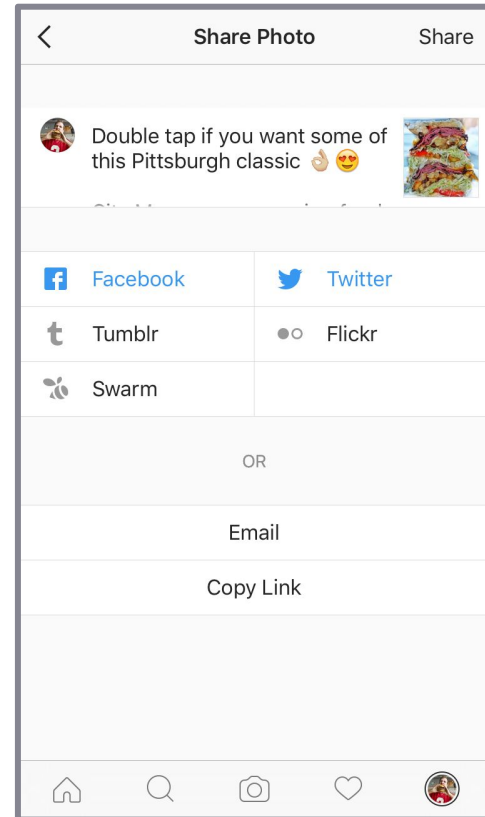 Share Photo Share
Double tap if you want some of
this Pittsburgh classic 👌🏼😍
Facebook Twitter
Tumblr Flickr
Swarm
OR
Email
Copy Link